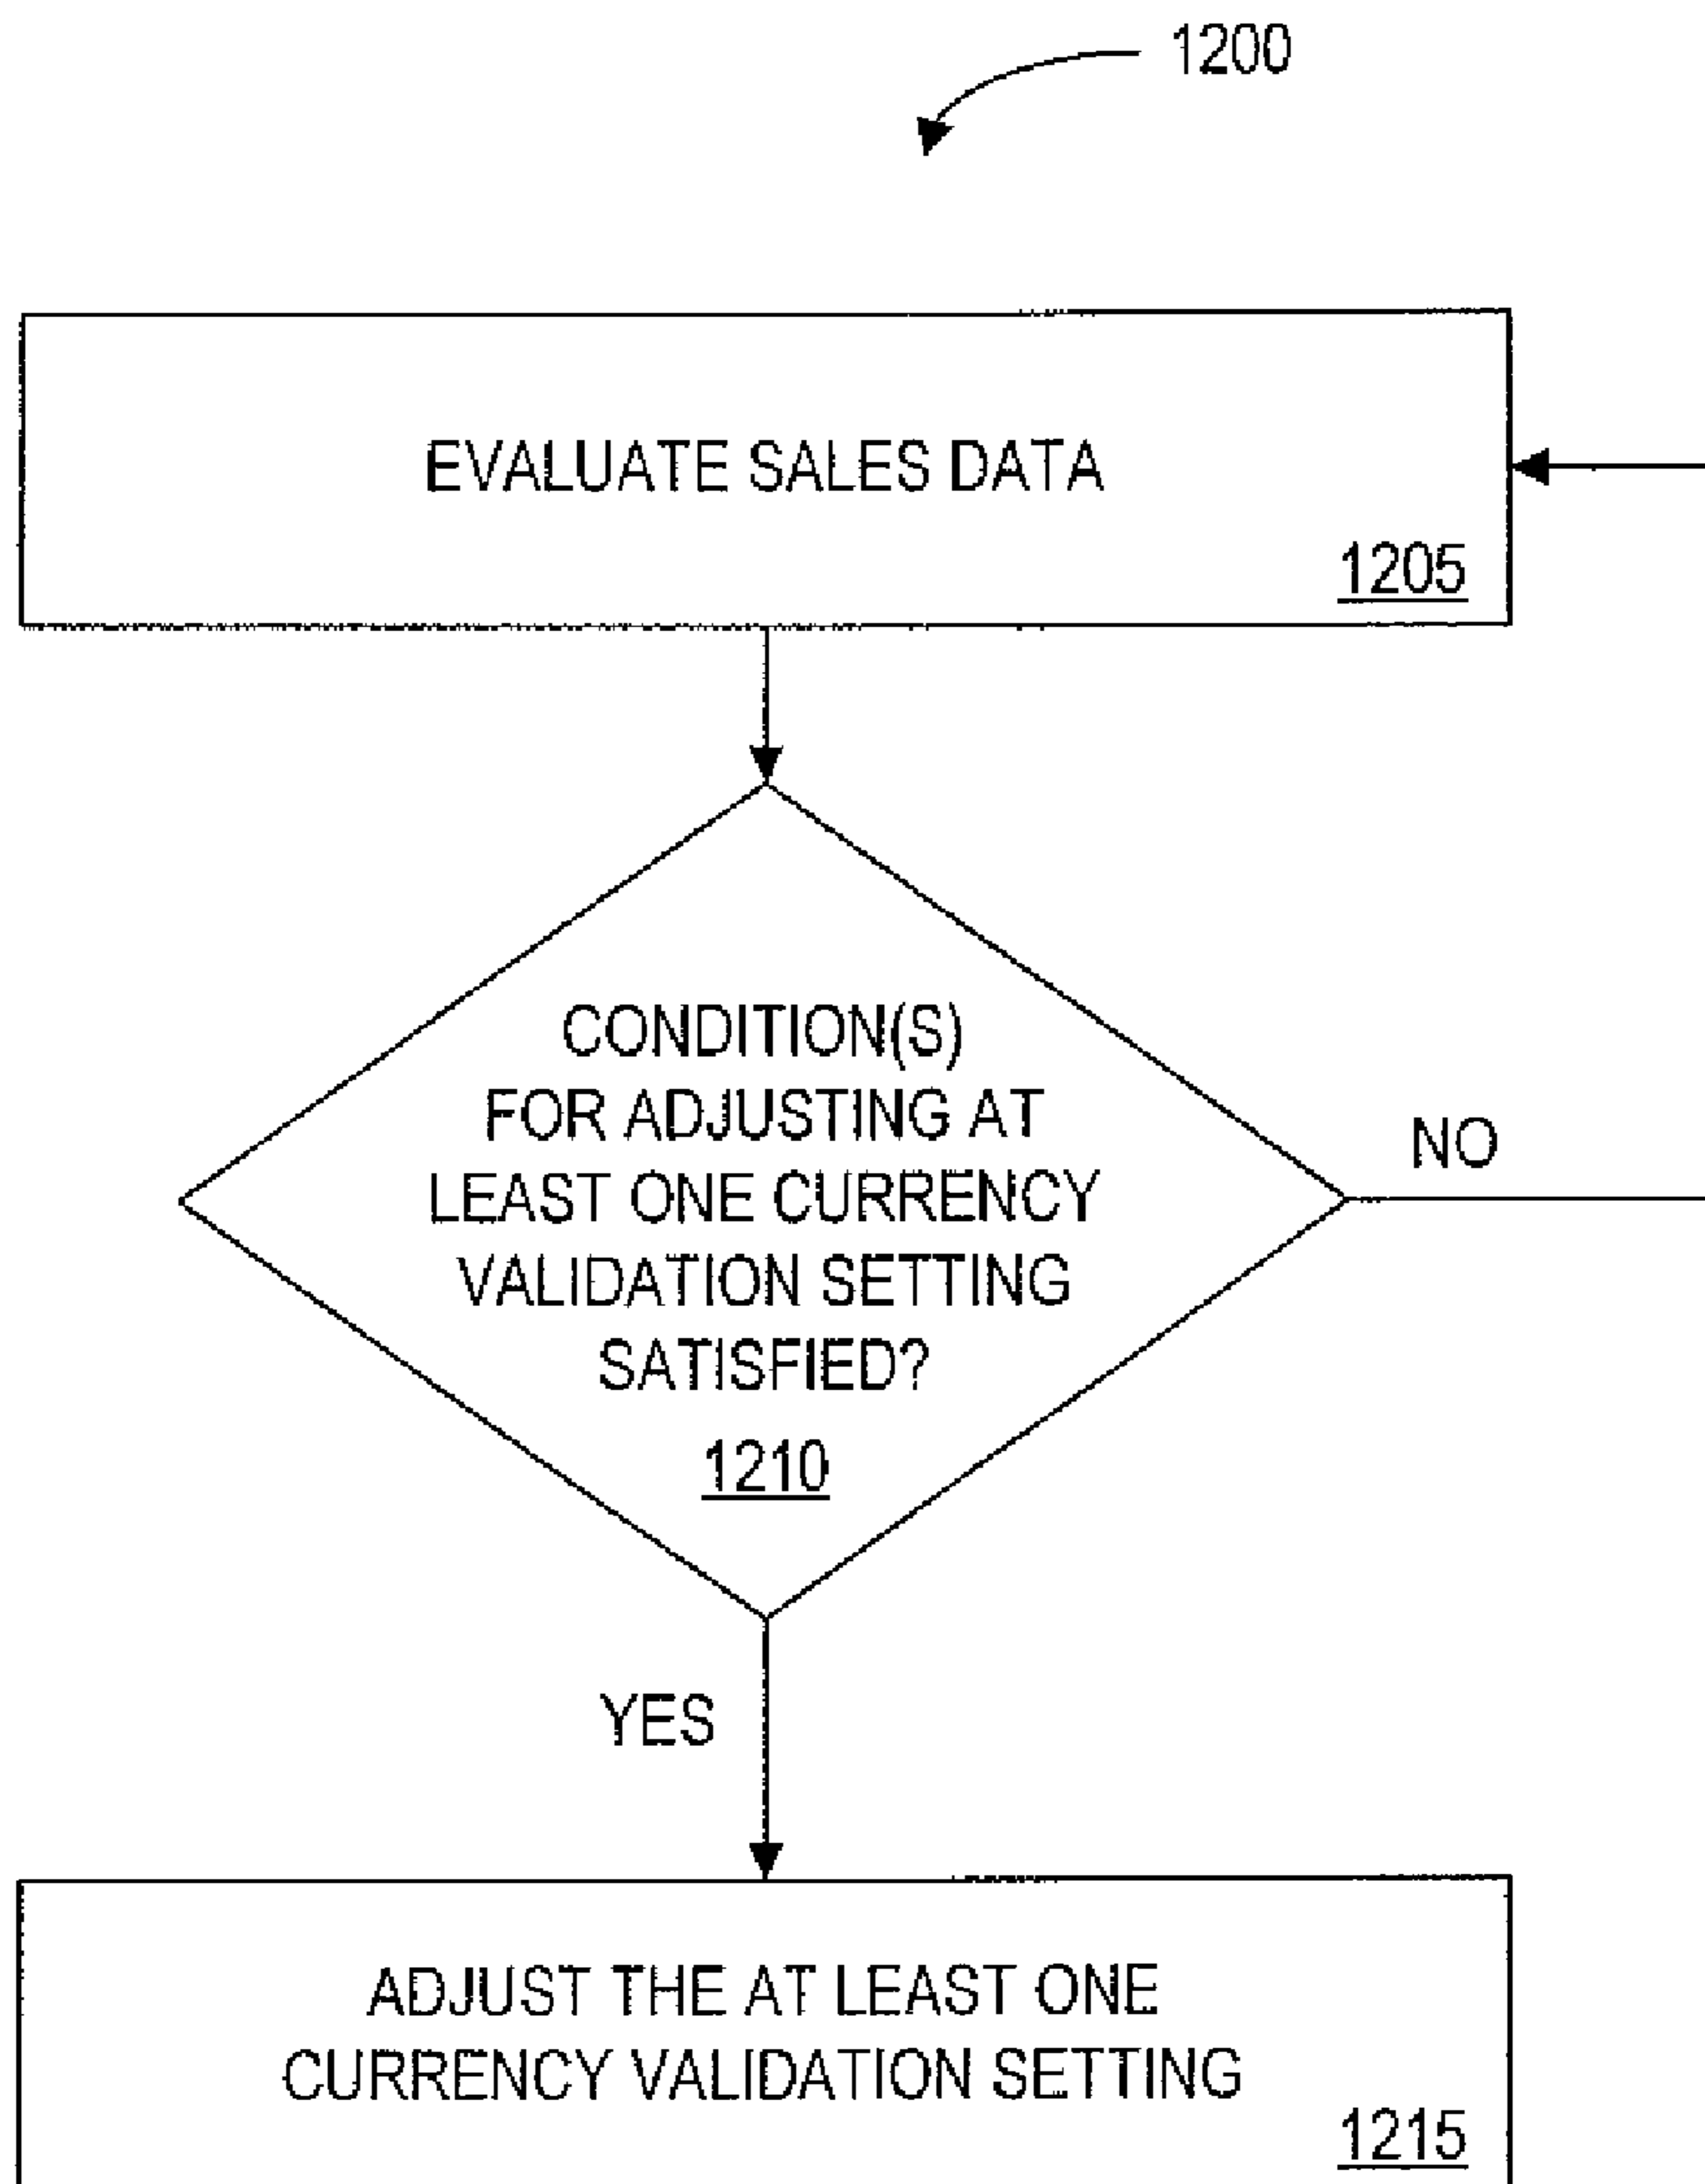 1200
EVALUATE SALES DATA
1205
CONDITION(S)
FOR ADJUSTING AT
LEAST ONE CURRENCY
VALIDATION SETTING
SATISFIED?
1210
NO
YES
ADJUST THE AT LEAST ONE
CURRENCY VALIDATION SETTING
1215